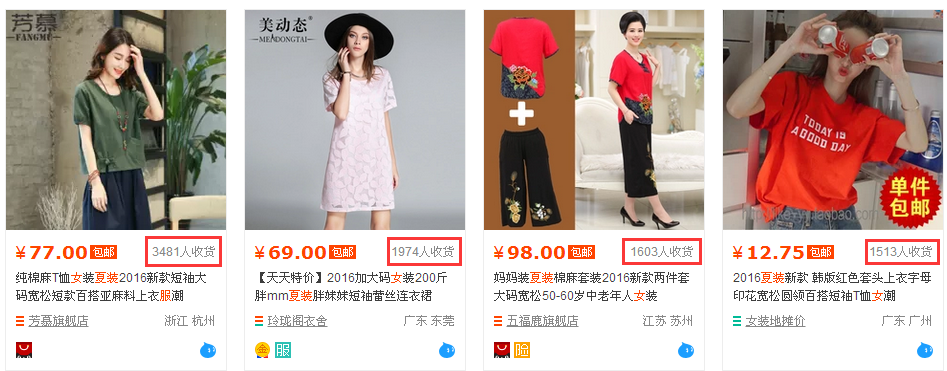 芳慕
FANGMU
¥77.00 包邮 3481人收货
纯棉麻T恤女装夏装2016新款短袖大
码宽松短款百搭亚麻料上衣服潮
芳慕旗舰店 浙江 杭州
美动态®
MEIDONGTAI
¥69.00 包邮 1974人收货
【天天特价】2016加大码女装200斤
胖mm夏装胖妹妹短袖蕾丝连衣裙
玲珑阁衣舍 广东 东莞
金 服
¥98.00 包邮 1603人收货
妈妈装夏装棉麻套装2016新款两件套
大码宽松50-60岁中老年人女装
五福鹿旗舰店 江苏 苏州
TODAY IS
A GOOD DAY
单件
包邮
¥12.75 包邮 1513人收货
2016夏装新款 韩版红色套头上衣字母
印花宽松圆领百搭短袖T恤女潮
女装地摊价 广东 广州